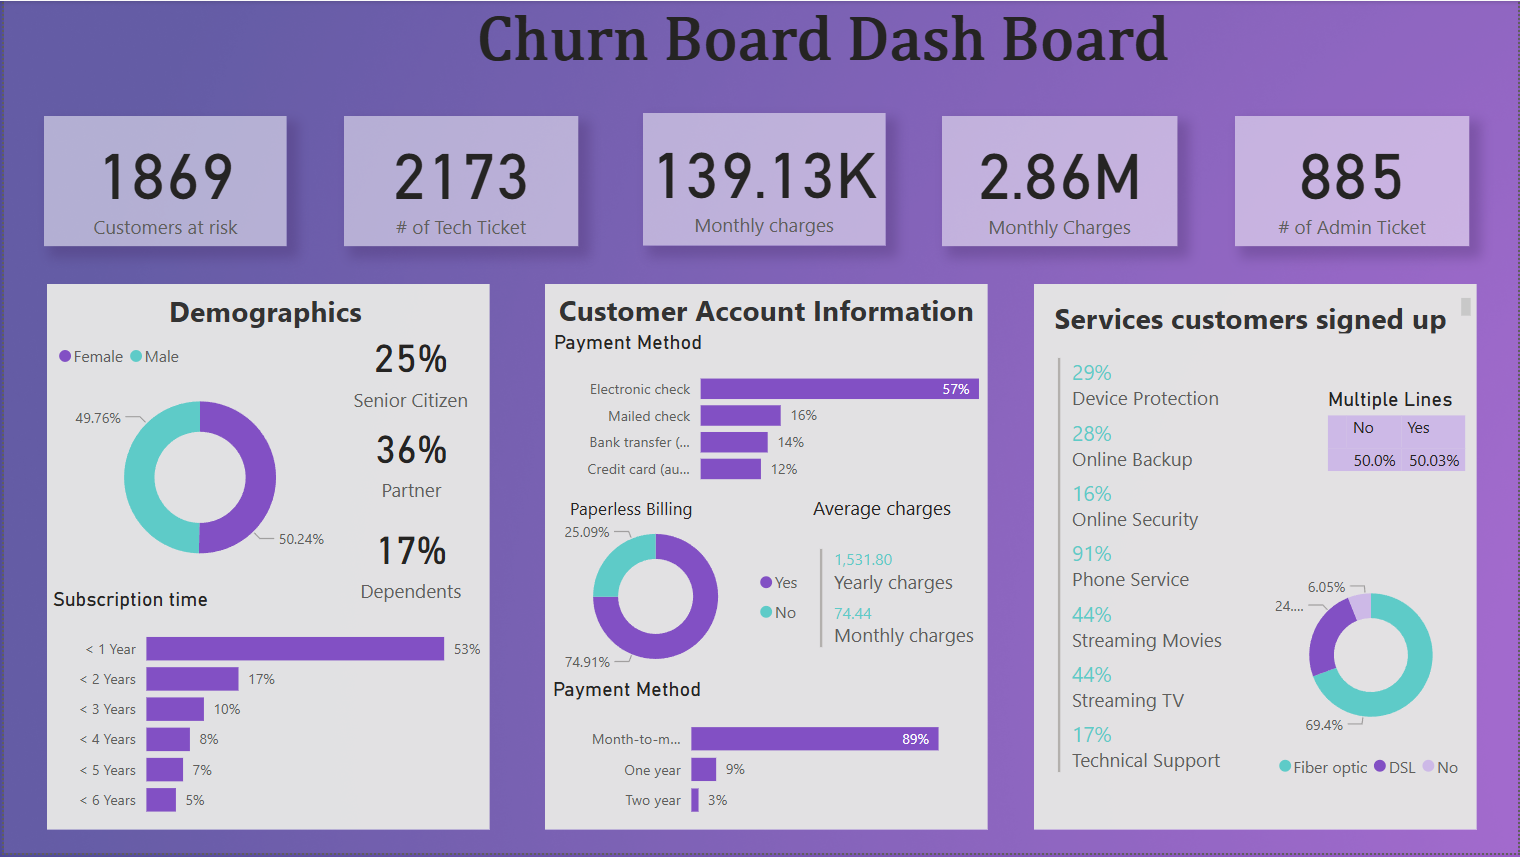 Churn Board Dash Board
1869
Customers at risk
2173
# of Tech Ticket
139.13K
Monthly charges
2.86M
Monthly Charges
885
# of Admin Ticket
Demographics
Female Male
49.76%
50.24%
25%
Senior Citizen
36%
Partner
17%
Dependents
Subscription time
< 1 Year 53%
< 2 Years 17%
< 3 Years 10%
< 4 Years 8%
< 5 Years 7%
< 6 Years 5%
Customer Account Information
Payment Method
Electronic check 57%
Mailed check 16%
Bank transfer (... 14%
Credit card (au... 12%
Paperless Billing
25.09%
74.91%
Yes
No
Average charges
1,531.80
Yearly charges
74.44
Monthly charges
Payment Method
Month-to-m... 89%
One year 9%
Two year 3%
Services customers signed up
29%
Device Protection
28%
Online Backup
16%
Online Security
91%
Phone Service
44%
Streaming Movies
44%
Streaming TV
17%
Technical Support
Multiple Lines
No Yes
50.0% 50.03%
6.05%
24....
69.4%
Fiber optic DSL No